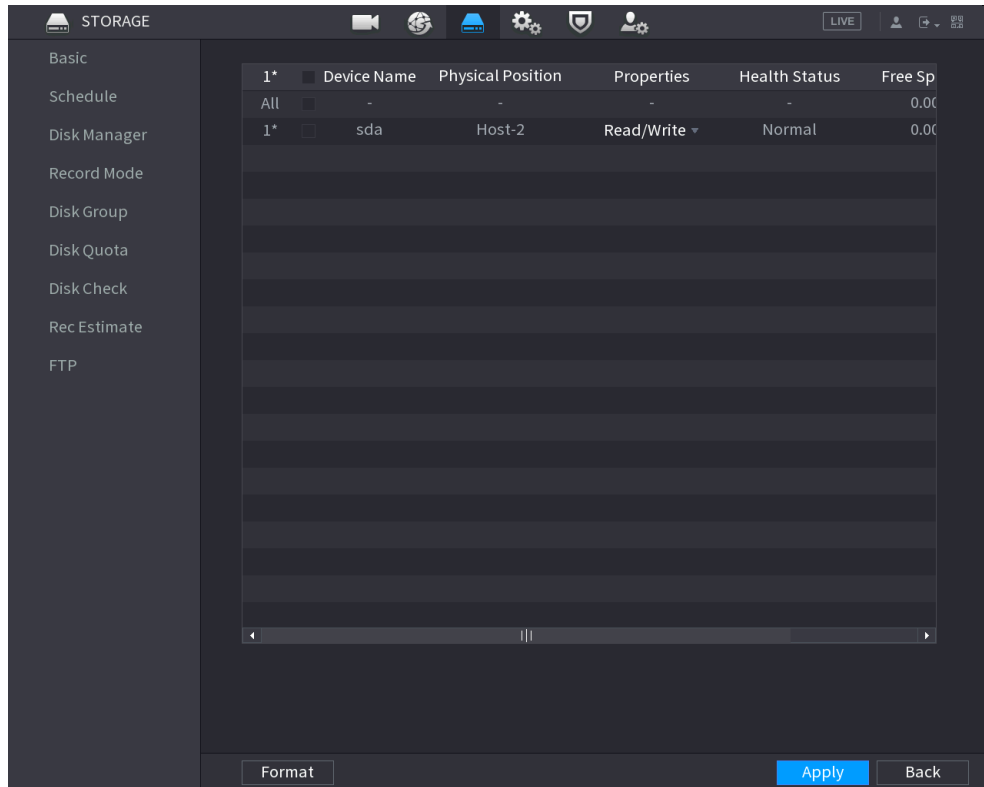 STORAGE LIVE
Basic
Schedule
Disk Manager
Record Mode
Disk Group
Disk Quota
Disk Check
Rec Estimate
FTP
1* Device Name Physical Position Properties Health Status Free Sp
All - - - - 0.00
1* sda Host-2 Read/Write Normal 0.00
Format Apply Back